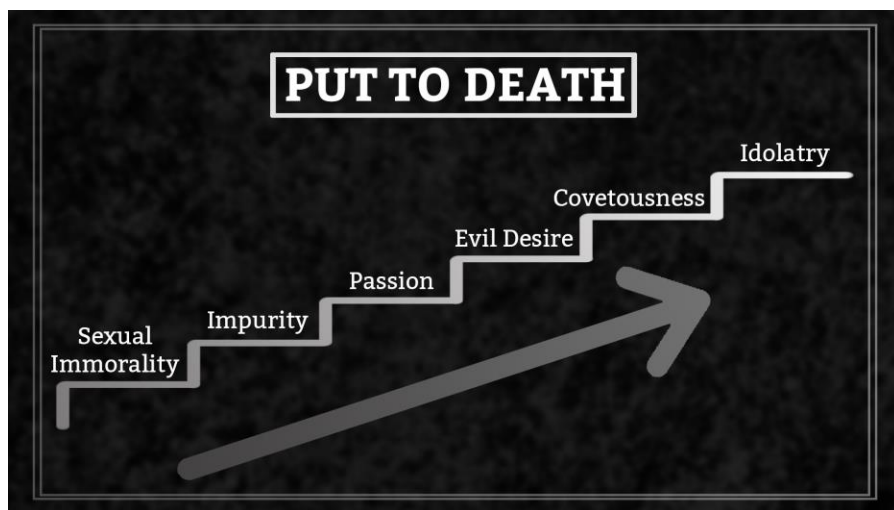 PUT TO DEATH
Idolatry
Covetousness
Evil Desire
Passion
Impurity
Sexual
Immorality